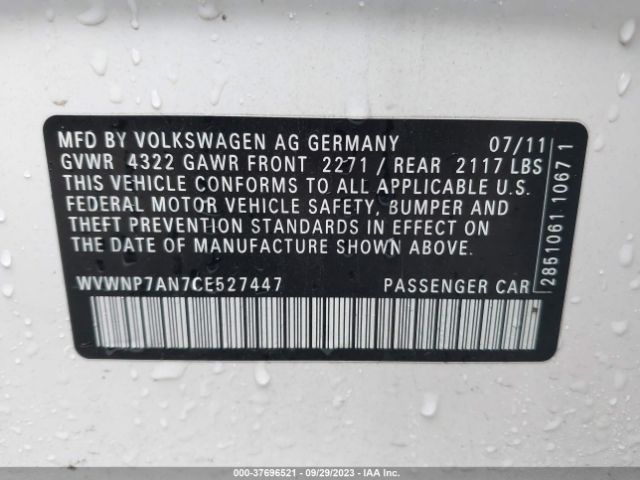 MFD BY VOLKSWAGEN AG GERMANY 07/11
GVWR 4322 GAWR FRONT 2271 / REAR 2117 LBS
THIS VEHICLE CONFORMS TO ALL APPLICABLE U.S.
FEDERAL MOTOR VEHICLE SAFETY, BUMPER AND
THEFT PREVENTION STANDARDS IN EFFECT ON
THE DATE OF MANUFACTURE SHOWN ABOVE.
WVWNP7AN7CE527447 PASSENGER CAR
2851061 1067 1
000-37696521 - 09/29/2023 - IAA Inc.